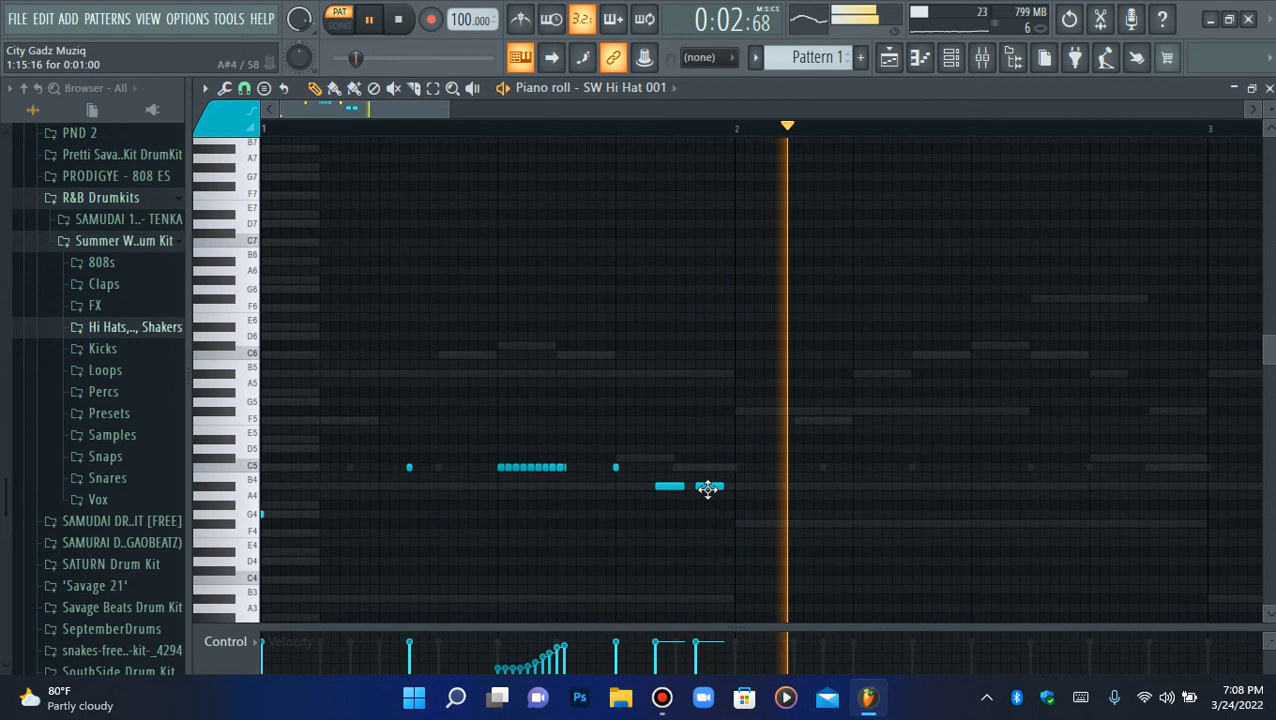 FILE EDIT ADD PATTERNS VIEW OPTIONS TOOLS HELP
PAT
SONG
100.000
3.2
0:02:68
M:S:CS
23
799 MB
6
City Gadz Muziq
1:15:16 for 0:01:00
A#4 / 58
(none)
Pattern 1
Browser - All
Piano roll - SW Hi Hat 001
PND 2
Pretti Sava..Kit DrumKit
PRODIGYE - 808 ES
R&B Drumkits
SAMUDAI 1..- TENKA
Summer W..um Kit
808s
Claps
FX
Hi Hats,.., Shakers
Kicks
Loops
Percs
Presets
Samples
Snaps
Snares
Vox
SAMUDAI DR..IT [FREE]
SAMURAI D..GAOBEATZ)
SATURN Drum Kit
'Savage 21'
Savage Beats Drum Kit
SeptemberDrums
snakes-free..-kit-_4294
SouthSide Drum Kit
1
2
3
B7
A7
G7
F7
E7
D7
C7
B6
A6
G6
F6
D6
C6
B5
A5
G5
F5
E5
D5
C5
B4
A4
G4
F4
E4
D4
C4
B3
A3
Control
Velocity
80°F
Partly cloudy
Ps
7:08 PM
3/24/2022